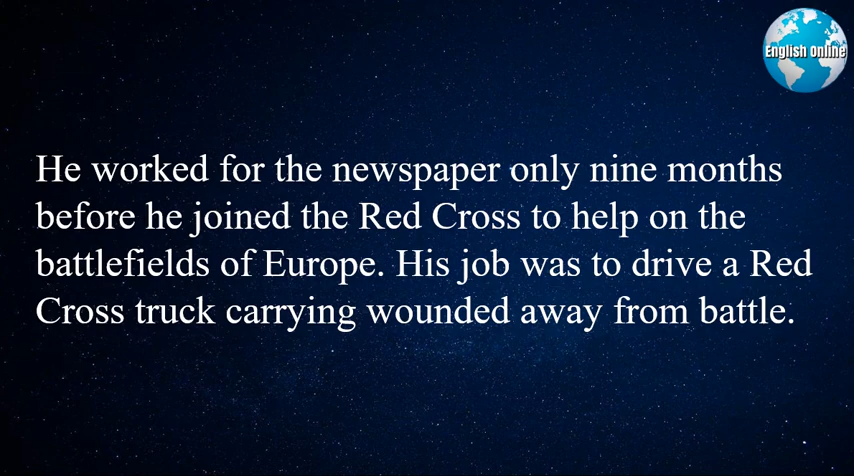 English Online
He worked for the newspaper only nine months
before he joined the Red Cross to help on the
battlefields of Europe. His job was to drive a Red
Cross truck carrying wounded away from battle.